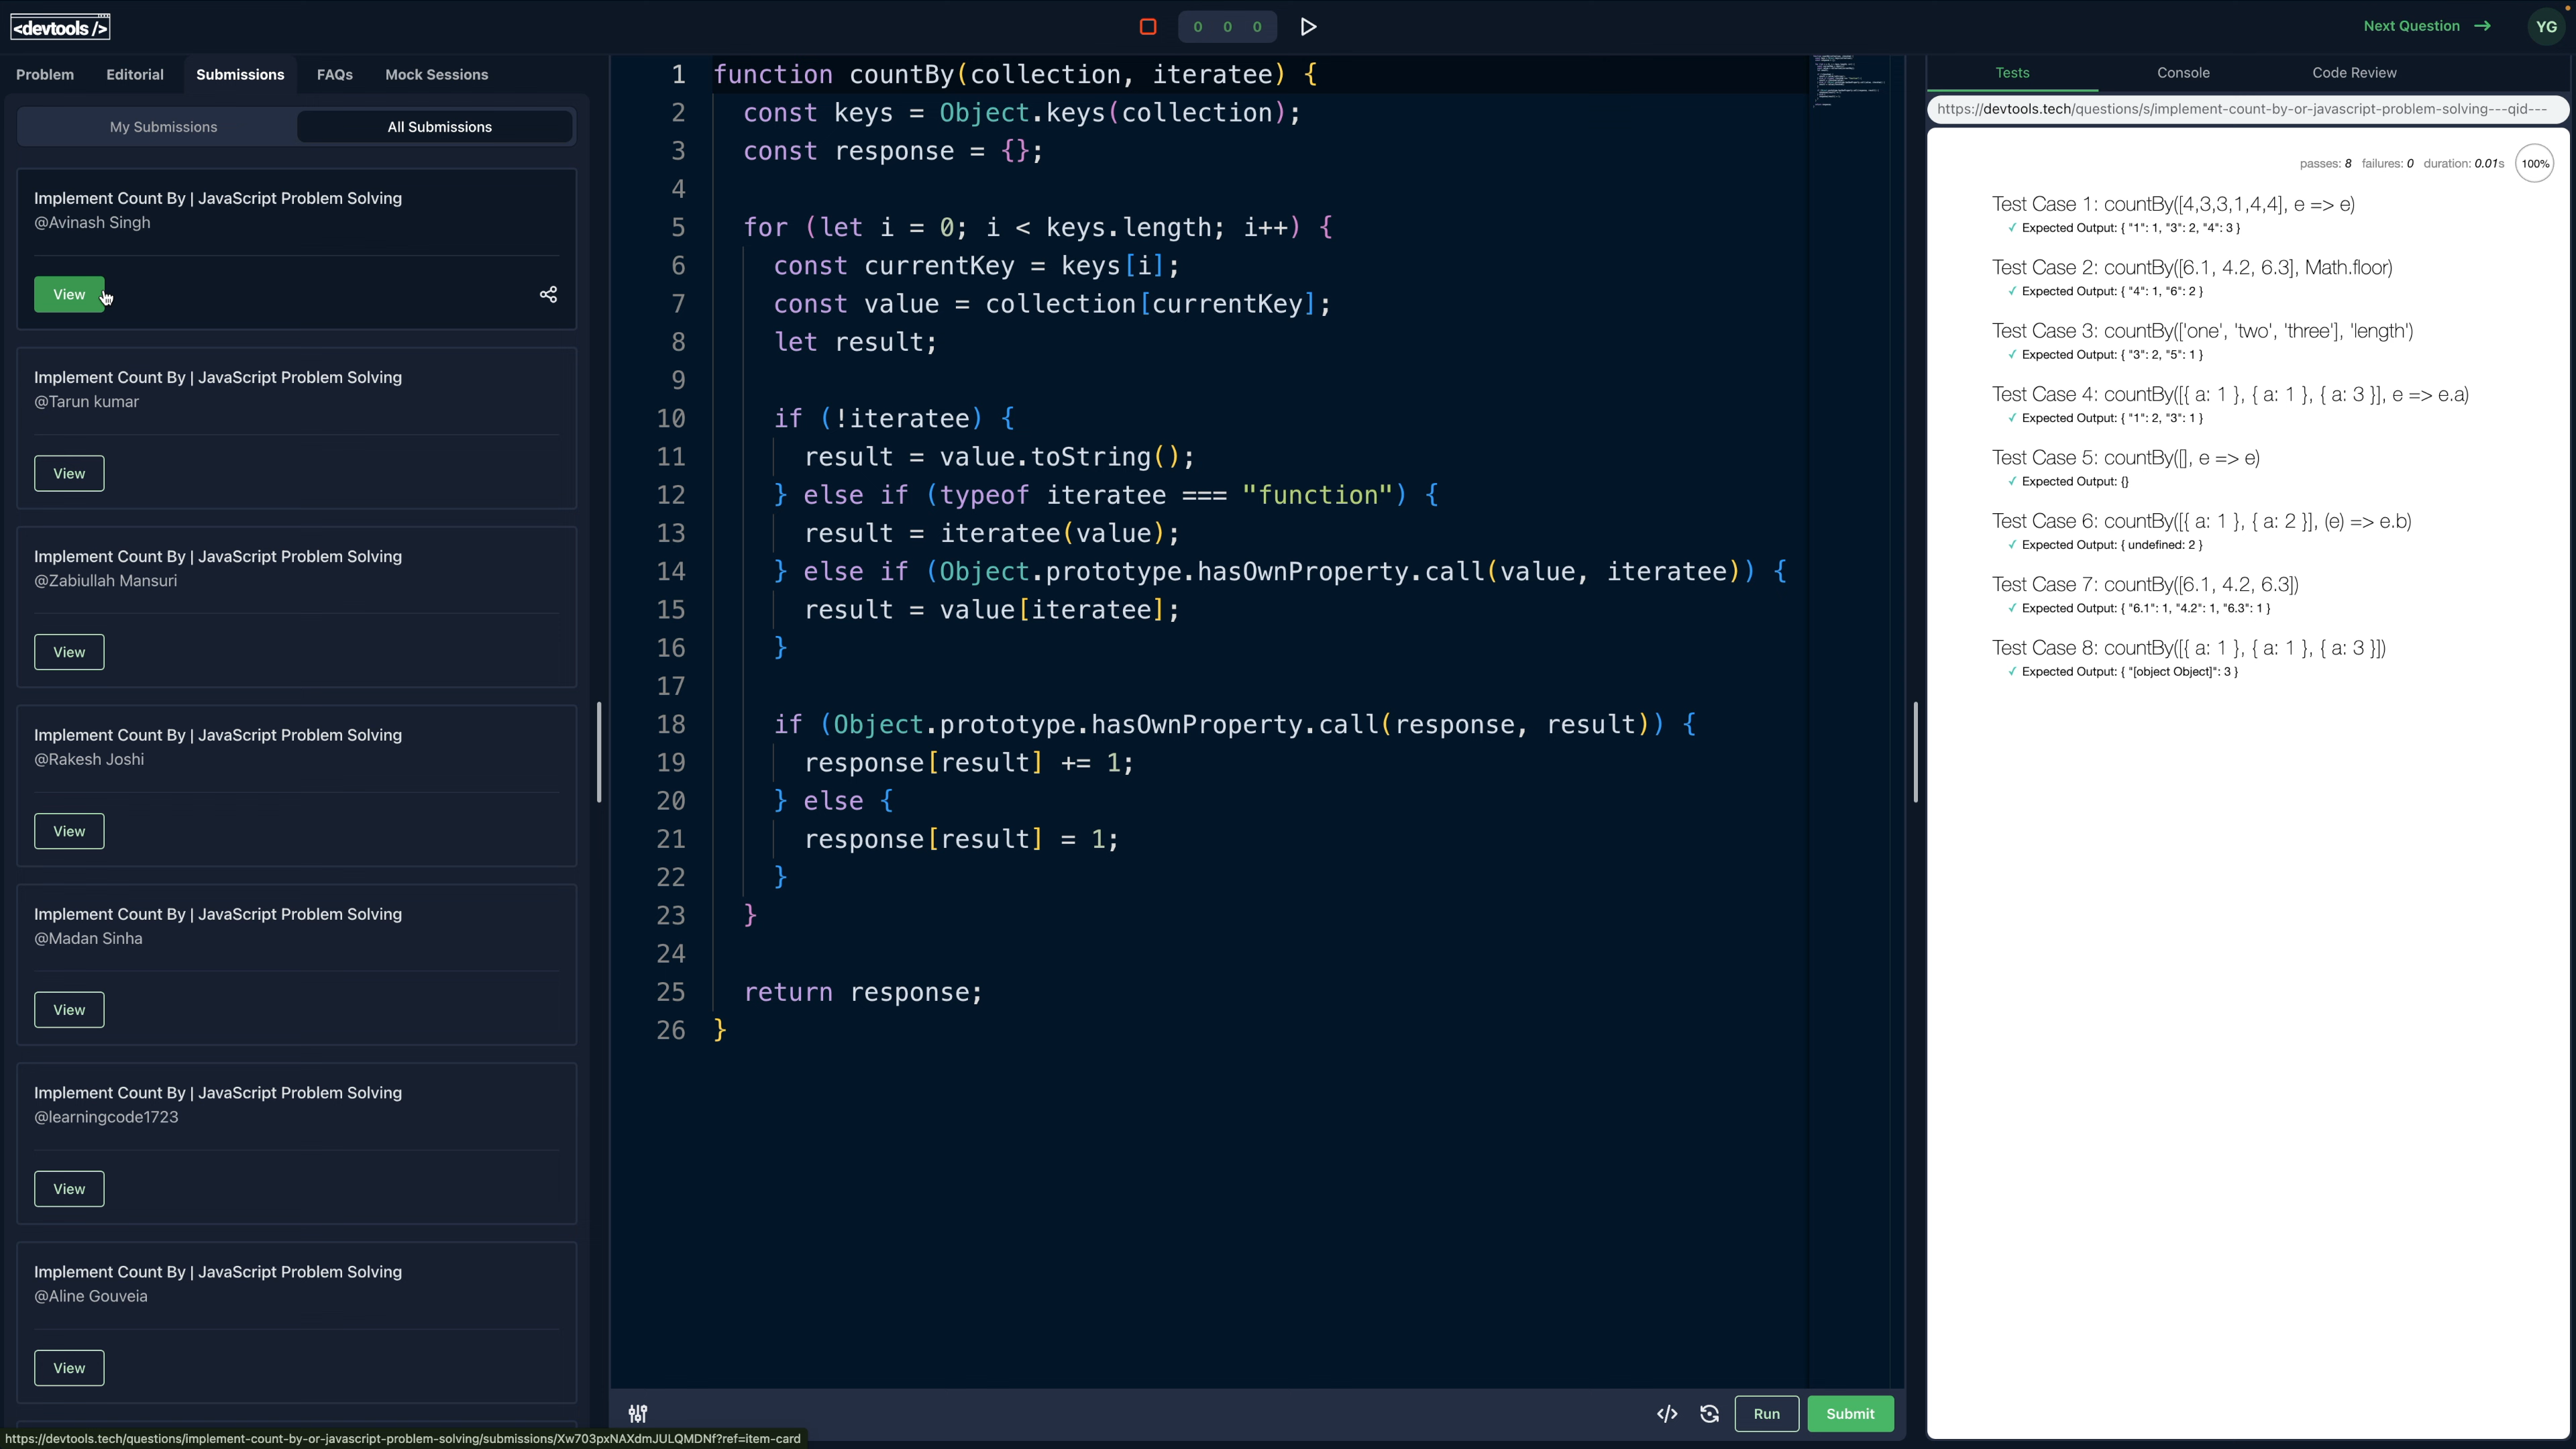 <devtools />
0 0 0
Next Question →
YG
Problem Editorial Submissions FAQs Mock Sessions
My Submissions All Submissions
Implement Count By | JavaScript Problem Solving
@Avinash Singh
View
Implement Count By | JavaScript Problem Solving
@Tarun kumar
View
Implement Count By | JavaScript Problem Solving
@Zabiullah Mansuri
View
Implement Count By | JavaScript Problem Solving
@Rakesh Joshi
View
Implement Count By | JavaScript Problem Solving
@Madan Sinha
View
Implement Count By | JavaScript Problem Solving
@learningcode1723
View
Implement Count By | JavaScript Problem Solving
@Aline Gouveia
View
https://devtools.tech/questions/implement-count-by-or-javascript-problem-solving/submissions/Xw703pxNAXdmJULQMDNf?ref=item-card
1 function countBy(collection, iteratee) {
2 const keys = Object.keys(collection);
3 const response = {};
4
5 for (let i = 0; i < keys.length; i++) {
6 const currentKey = keys[i];
7 const value = collection[currentKey];
8 let result;
9
10 if (!iteratee) {
11 result = value.toString();
12 } else if (typeof iteratee === "function") {
13 result = iteratee(value);
14 } else if (Object.prototype.hasOwnProperty.call(value, iteratee)) {
15 result = value[iteratee];
16 }
17
18 if (Object.prototype.hasOwnProperty.call(response, result)) {
19 response[result] += 1;
20 } else {
21 response[result] = 1;
22 }
23 }
24
25 return response;
26 }
</> Run Submit
Tests Console Code Review
https://devtools.tech/questions/s/implement-count-by-or-javascript-problem-solving---qid---
passes: 8 failures: 0 duration: 0.01s 100%
Test Case 1: countBy([4,3,3,1,4,4], e => e)
✓ Expected Output: { "1": 1, "3": 2, "4": 3 }
Test Case 2: countBy([6.1, 4.2, 6.3], Math.floor)
✓ Expected Output: { "4": 1, "6": 2 }
Test Case 3: countBy(['one', 'two', 'three'], 'length')
✓ Expected Output: { "3": 2, "5": 1 }
Test Case 4: countBy([{ a: 1 }, { a: 1 }, { a: 3 }], e => e.a)
✓ Expected Output: { "1": 2, "3": 1 }
Test Case 5: countBy([], e => e)
✓ Expected Output: {}
Test Case 6: countBy([{ a: 1 }, { a: 2 }], (e) => e.b)
✓ Expected Output: { undefined: 2 }
Test Case 7: countBy([6.1, 4.2, 6.3])
✓ Expected Output: { "6.1": 1, "4.2": 1, "6.3": 1 }
Test Case 8: countBy([{ a: 1 }, { a: 1 }, { a: 3 }])
✓ Expected Output: { "[object Object]": 3 }